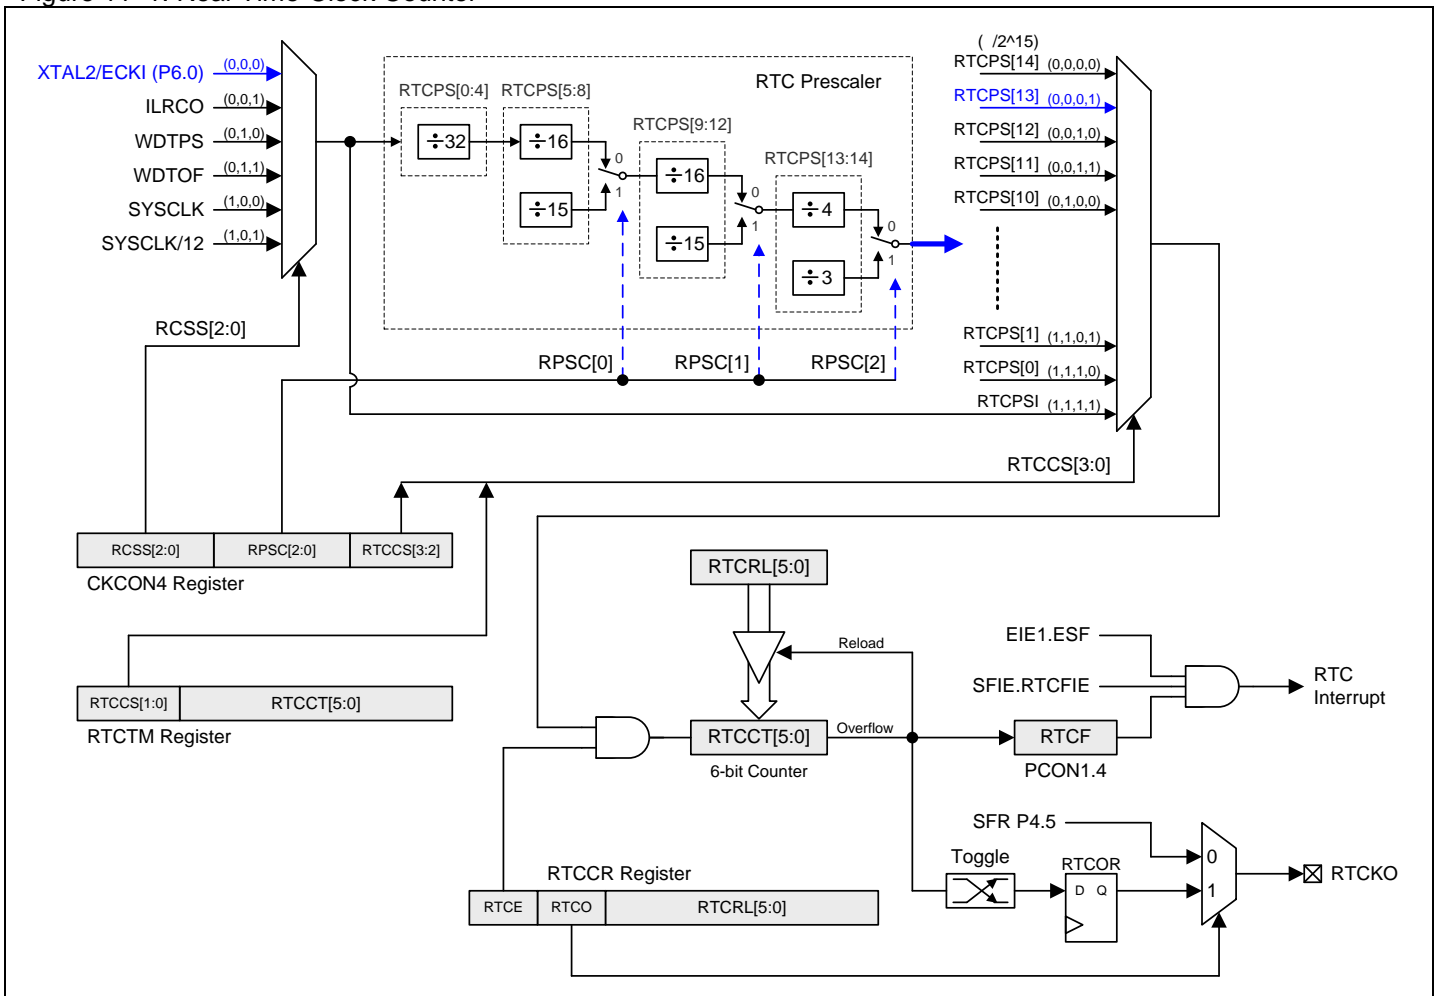 XTAL2/ECKI (P6.0) (0,0,0)
ILRCO (0,0,1)
WDTPS (0,1,0)
WDTOF (0,1,1)
SYSCLK (1,0,0)
SYSCLK/12 (1,0,1)
RCSS[2:0]
RTC Prescaler
RTCPS[0:4]
÷32
RTCPS[5:8]
÷16
÷15
0
1
RTCPS[9:12]
÷16
÷15
0
1
RTCPS[13:14]
÷4
÷3
0
1
RPSC[0]
RPSC[1]
RPSC[2]
( /2^15)
RTCPS[14] (0,0,0,0)
RTCPS[13] (0,0,0,1)
RTCPS[12] (0,0,1,0)
RTCPS[11] (0,0,1,1)
RTCPS[10] (0,1,0,0)
RTCPS[1] (1,1,0,1)
RTCPS[0] (1,1,1,0)
RTCPSI (1,1,1,1)
RTCCS[3:0]
RCSS[2:0] RPSC[2:0] RTCCS[3:2]
CKCON4 Register
RTCCS[1:0] RTCCT[5:0]
RTCTM Register
RTCRL[5:0]
Reload
RTCCT[5:0]
6-bit Counter
Overflow
EIE1.ESF
SFIE.RTCFIE
RTCF
PCON1.4
RTC
Interrupt
SFR P4.5
Toggle
RTCOR
D Q
0
1
RTCKO
RTCCR Register
RTCE RTCO RTCRL[5:0]